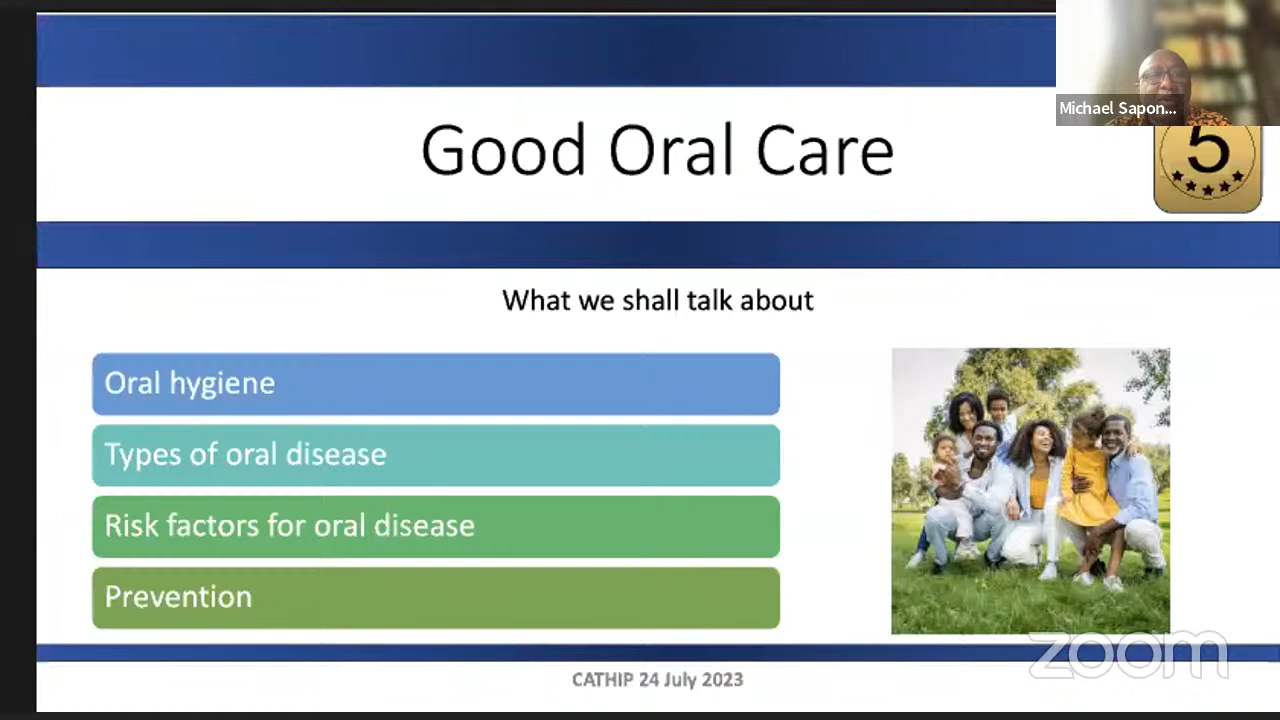 Michael Sapon...
5
Good Oral Care
What we shall talk about
Oral hygiene
Types of oral disease
Risk factors for oral disease
Prevention
zoom
CATHIP 24 July 2023